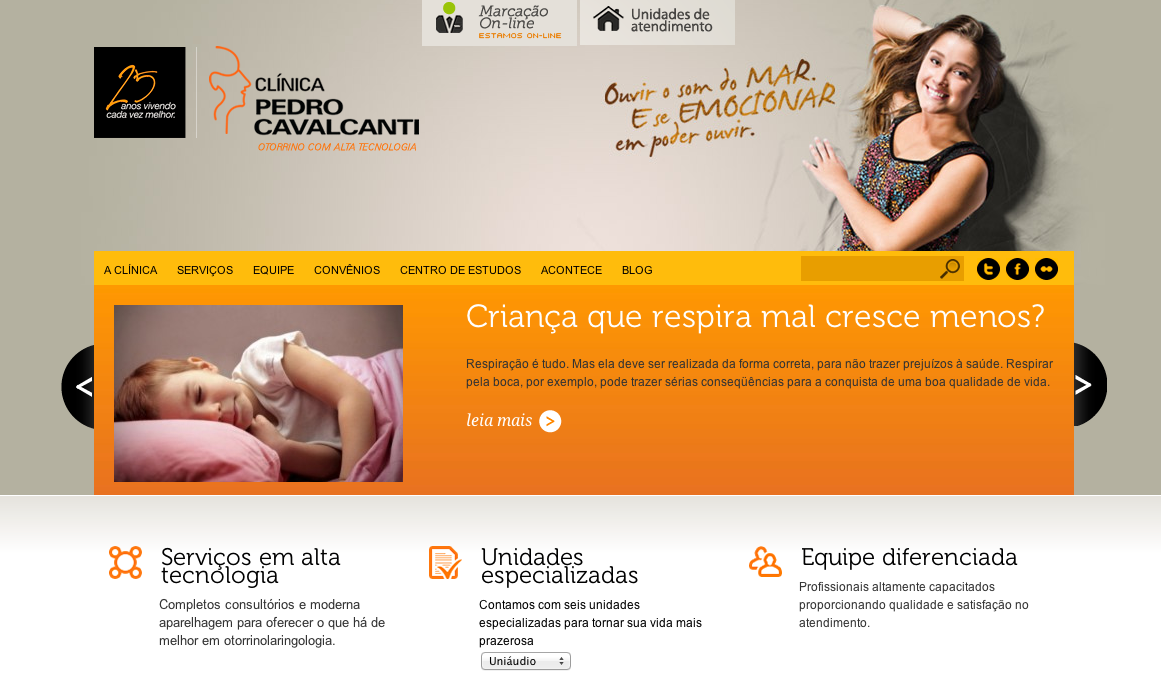 Marcação
On-line
ESTAMOS ON-LINE
Unidades de
atendimento
25
anos vivendo
cada vez melhor.
CLÍNICA
PEDRO
CAVALCANTI
OTORRINO COM ALTA TECNOLOGIA
Ouvir o som do MAR.
E se EMOCIONAR
em poder ouvir.
A CLÍNICA SERVIÇOS EQUIPE CONVÊNIOS CENTRO DE ESTUDOS ACONTECE BLOG
Criança que respira mal cresce menos?
Respiração é tudo. Mas ela deve ser realizada da forma correta, para não trazer prejuízos à saúde. Respirar
pela boca, por exemplo, pode trazer sérias conseqüências para a conquista de uma boa qualidade de vida.
leia mais
Serviços em alta
tecnologia
Completos consultórios e moderna
aparelhagem para oferecer o que há de
melhor em otorrinolaringologia.
Unidades
especializadas
Contamos com seis unidades
especializadas para tornar sua vida mais
prazerosa
Uniáudio
Equipe diferenciada
Profissionais altamente capacitados
proporcionando qualidade e satisfação no
atendimento.